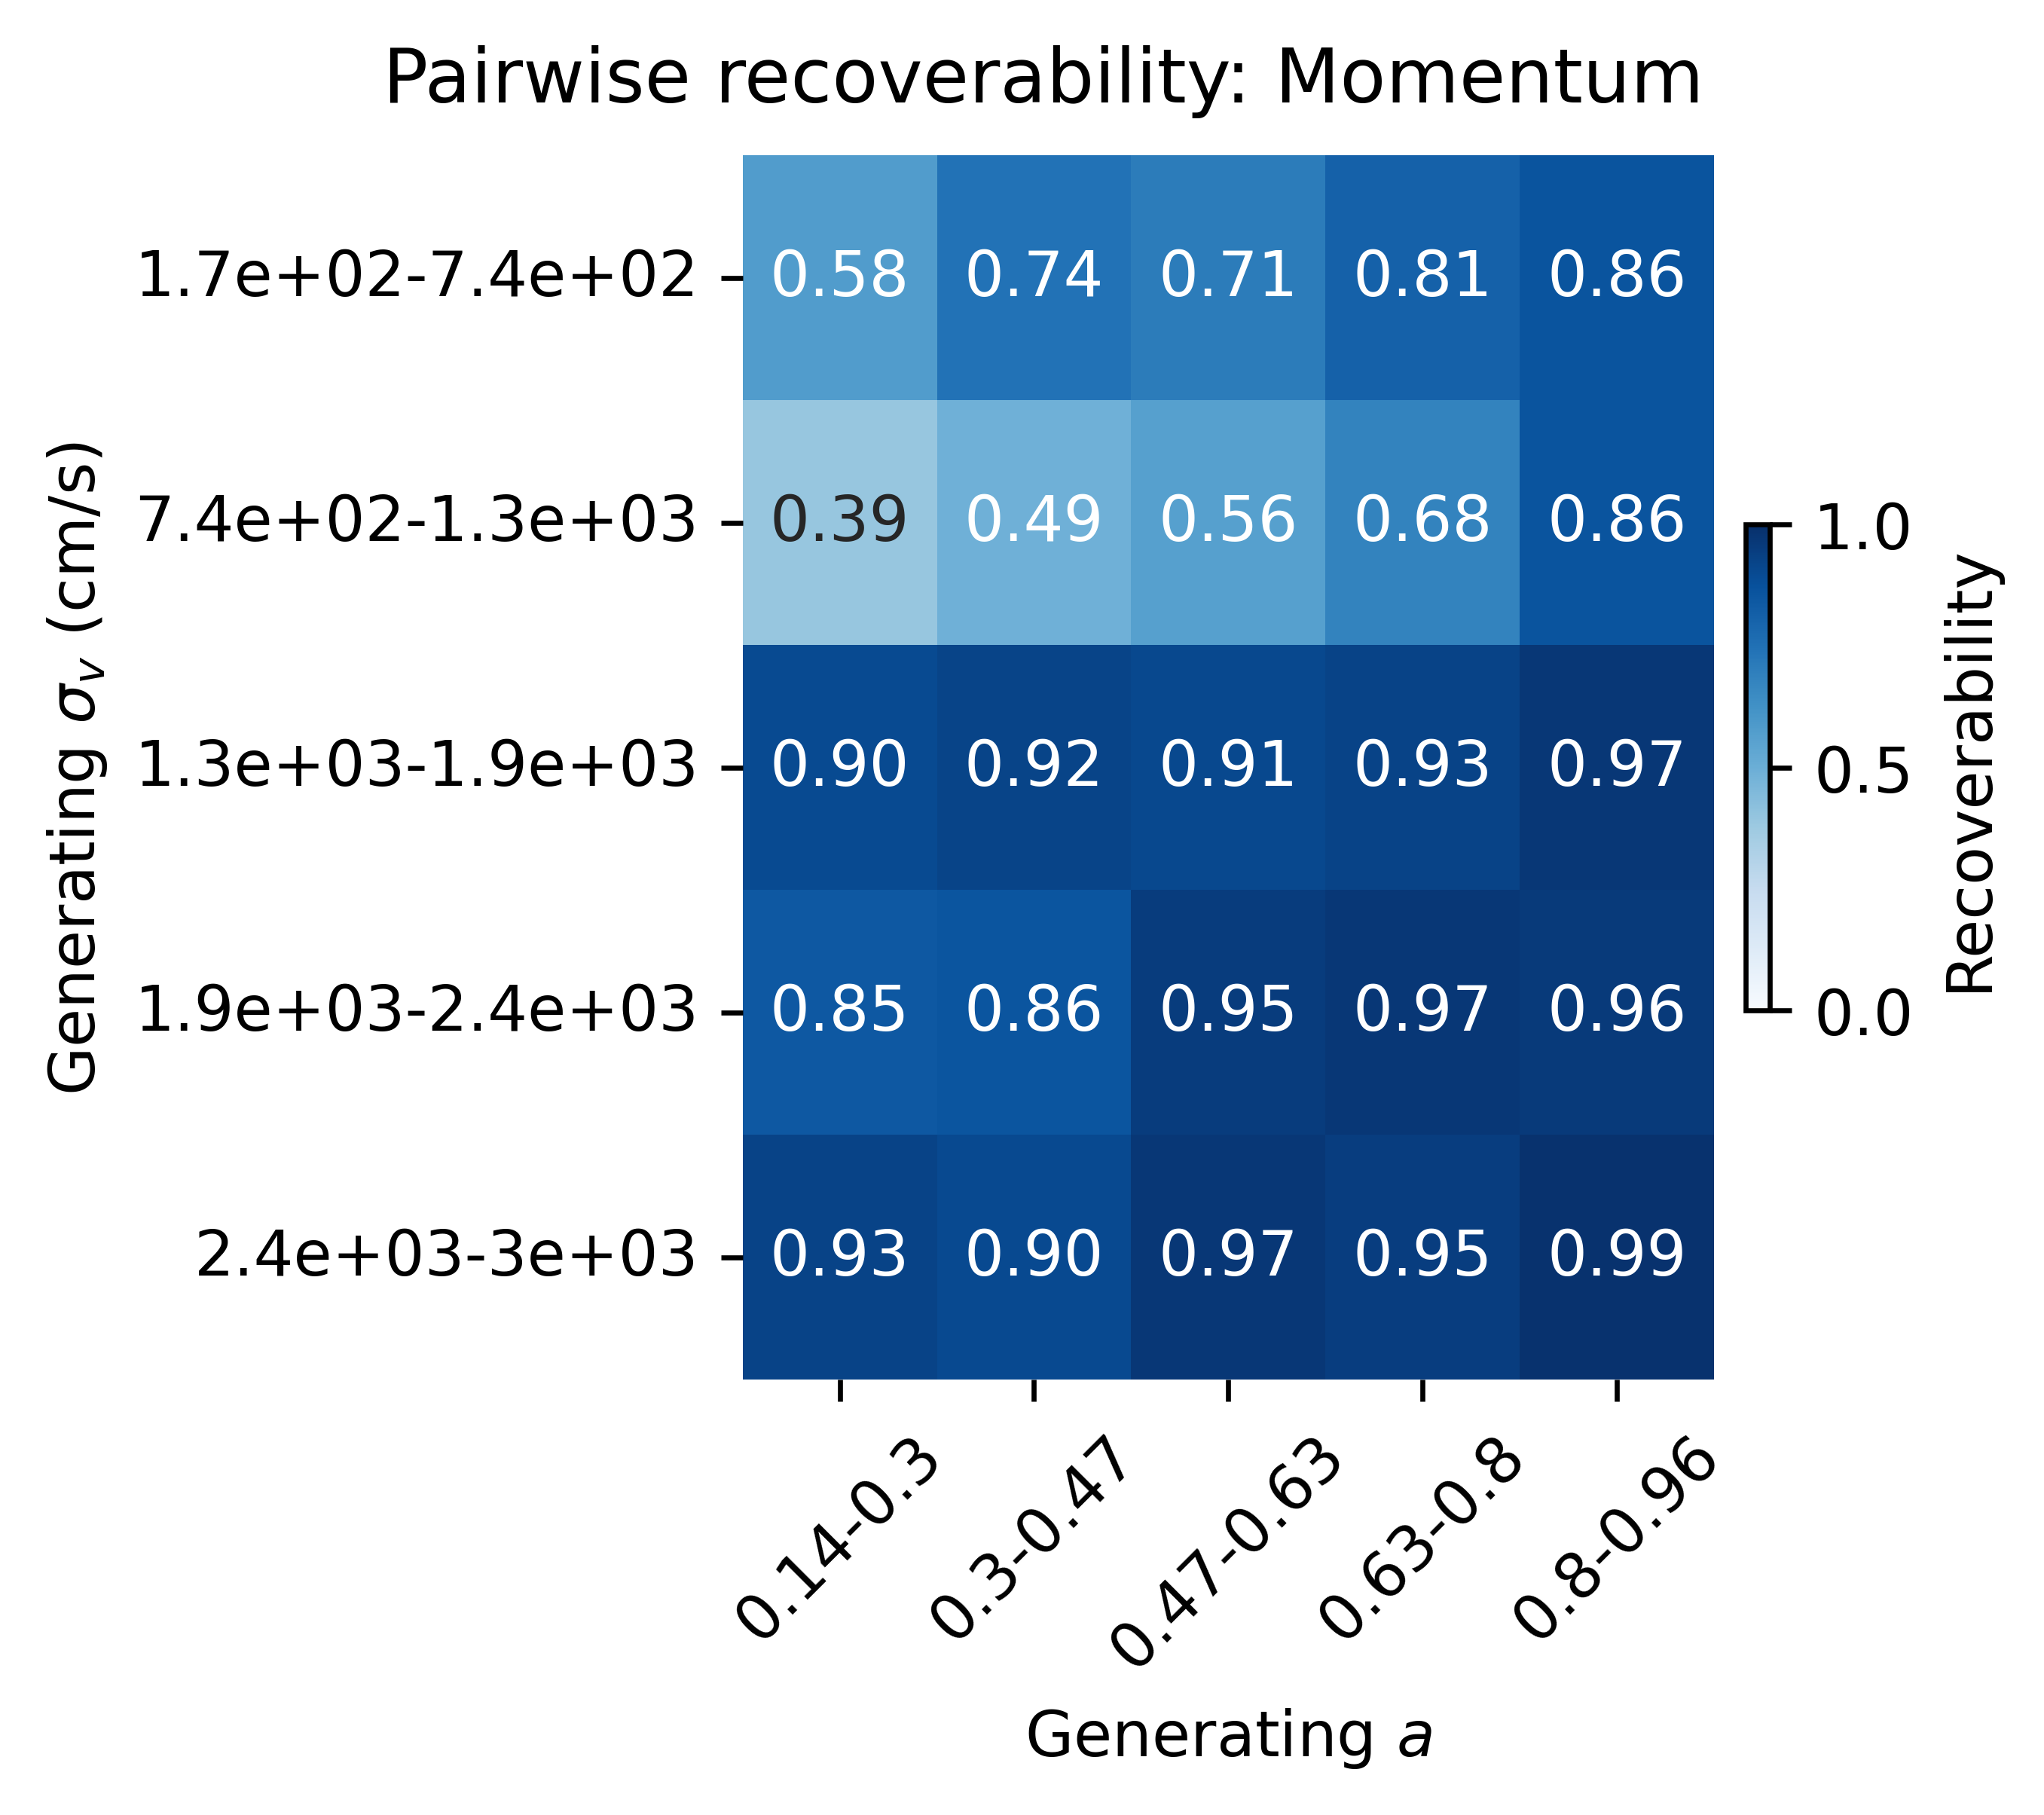 Pairwise recoverability: Momentum
Generating σᵥ (cm/s)
1.7e+02-7.4e+02 0.58 0.74 0.71 0.81 0.86
7.4e+02-1.3e+03 0.39 0.49 0.56 0.68 0.86
1.3e+03-1.9e+03 0.90 0.92 0.91 0.93 0.97
1.9e+03-2.4e+03 0.85 0.86 0.95 0.97 0.96
2.4e+03-3e+03 0.93 0.90 0.97 0.95 0.99
0.14-0.3 0.3-0.47 0.47-0.63 0.63-0.8 0.8-0.96
Generating a
1.0
0.5
0.0
Recoverability